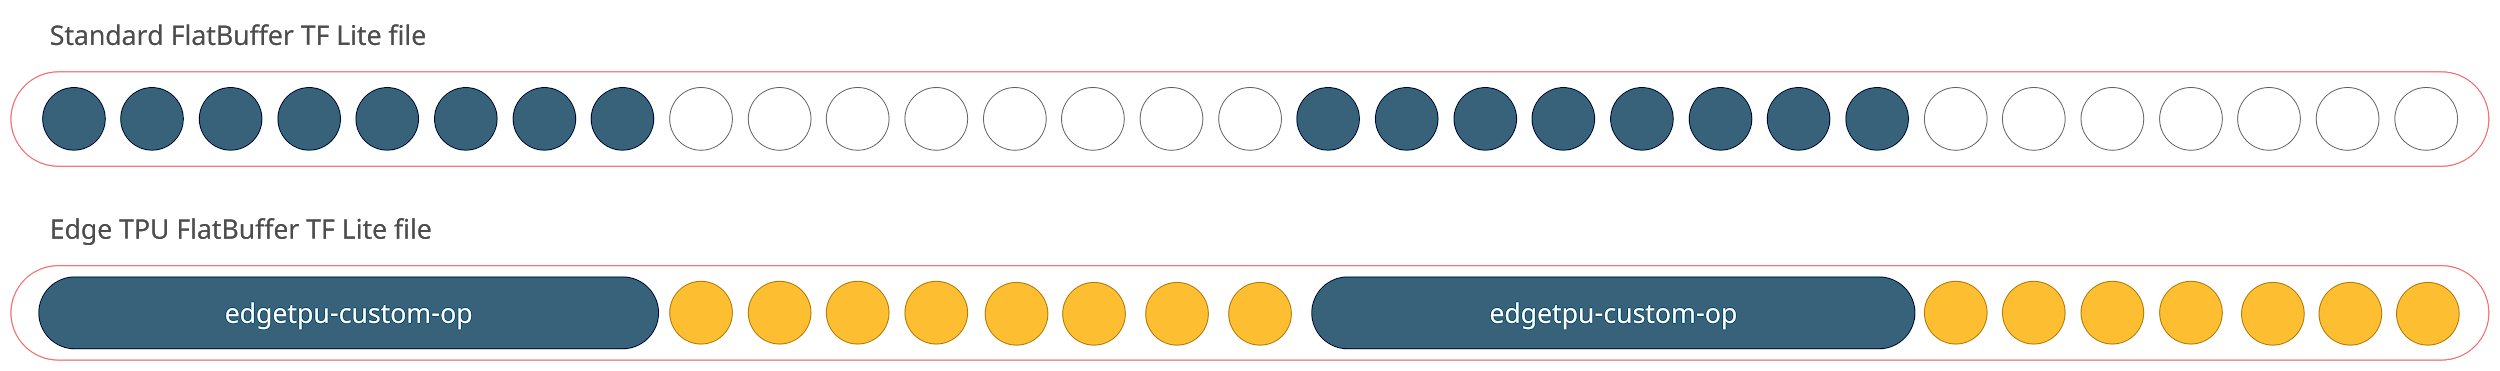 Standard FlatBuffer TF Lite file
Edge TPU FlatBuffer TF Lite file
edgetpu-custom-op
edgetpu-custom-op